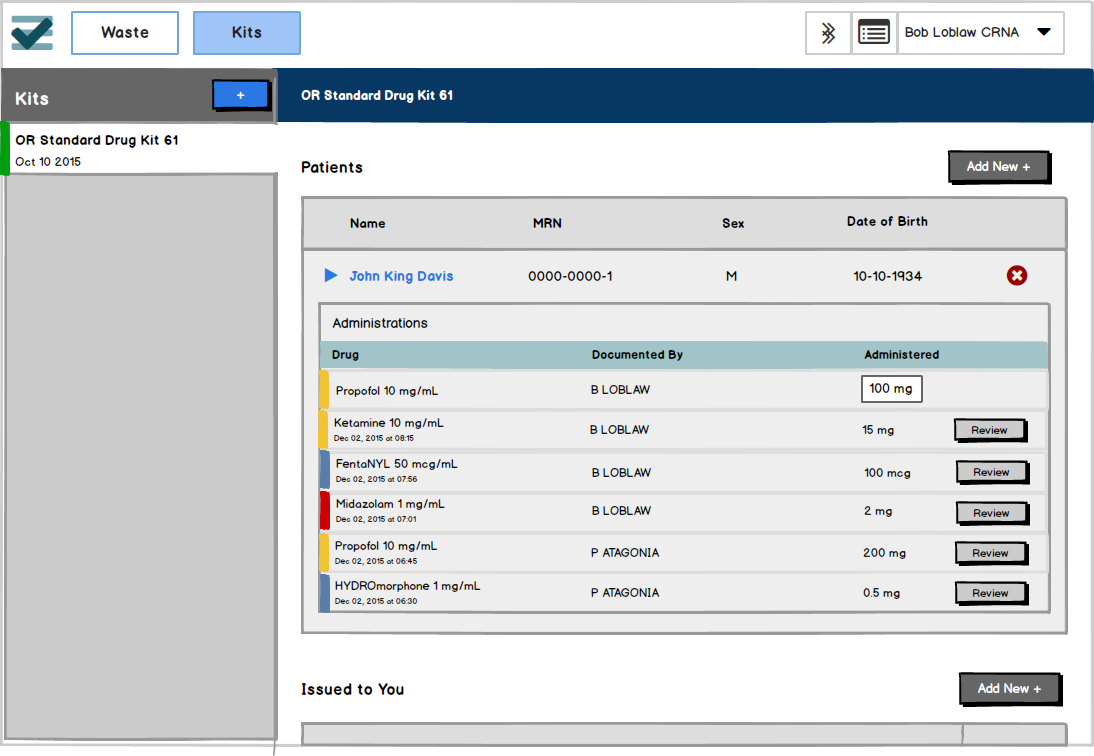 Waste
Kits
Bob Loblaw CRNA
Kits
+
OR Standard Drug Kit 61
OR Standard Drug Kit 61
Oct 10 2015
Patients
Add New +
Name MRN Sex Date of Birth
John King Davis 0000-0000-1 M 10-10-1934
Administrations
Drug Documented By Administered
Propofol 10 mg/mL B LOBLAW 100 mg
Ketamine 10 mg/mL B LOBLAW 15 mg Review
Dec 02, 2015 at 08:15
FentaNYL 50 mcg/mL B LOBLAW 100 mcg Review
Dec 02, 2015 at 07:56
Midazolam 1 mg/mL B LOBLAW 2 mg Review
Dec 02, 2015 at 07:01
Propofol 10 mg/mL P ATAGONIA 200 mg Review
Dec 02, 2015 at 06:45
HYDROmorphone 1 mg/mL P ATAGONIA 0.5 mg Review
Dec 02, 2015 at 06:30
Issued to You
Add New +